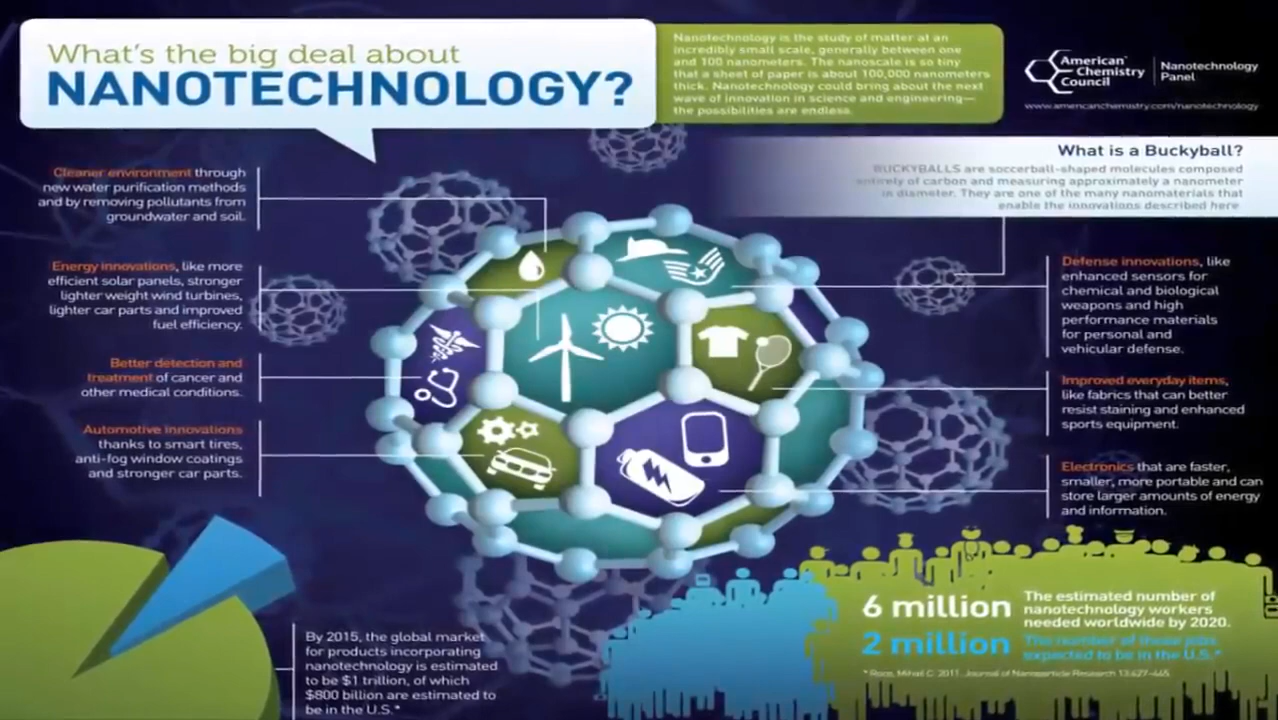 What's the big deal about
NANOTECHNOLOGY?
Nanotechnology is the study of matter at an
incredibly small scale, generally between one
and 100 nanometers. The nanoscale is so tiny
that a sheet of paper is about 100,000 nanometers
thick. Nanotechnology could bring about the next
wave of innovation in science and engineering—
the possibilities are endless.
American
Chemistry
Council
Nanotechnology
Panel
www.americanchemistry.com/nanotechnology
What is a Buckyball?
BUCKYBALLS are soccerball-shaped molecules composed
entirely of carbon and measuring approximately a nanometer
in diameter. They are one of the many nanomaterials that
enable the innovations described here
Cleaner environment through
new water purification methods
and by removing pollutants from
groundwater and soil.
Energy innovations, like more
efficient solar panels, stronger
lighter weight wind turbines,
lighter car parts and improved
fuel efficiency.
Better detection and
treatment of cancer and
other medical conditions.
Automotive innovations
thanks to smart tires,
anti-fog window coatings
and stronger car parts.
Defense innovations, like
enhanced sensors for
chemical and biological
weapons and high
performance materials
for personal and
vehicular defense.
Improved everyday items,
like fabrics that can better
resist staining and enhanced
sports equipment.
Electronics that are faster,
smaller, more portable and can
store larger amounts of energy
and information.
By 2015, the global market
for products incorporating
nanotechnology is estimated
to be $1 trillion, of which
$800 billion are estimated to
be in the U.S.*
6 million
The estimated number of
nanotechnology workers
needed worldwide by 2020.
2 million
The number of those jobs
expected to be in the U.S.*
* Roco, Mihail C. 2011. Journal of Nanoparticle Research 13:427-445.